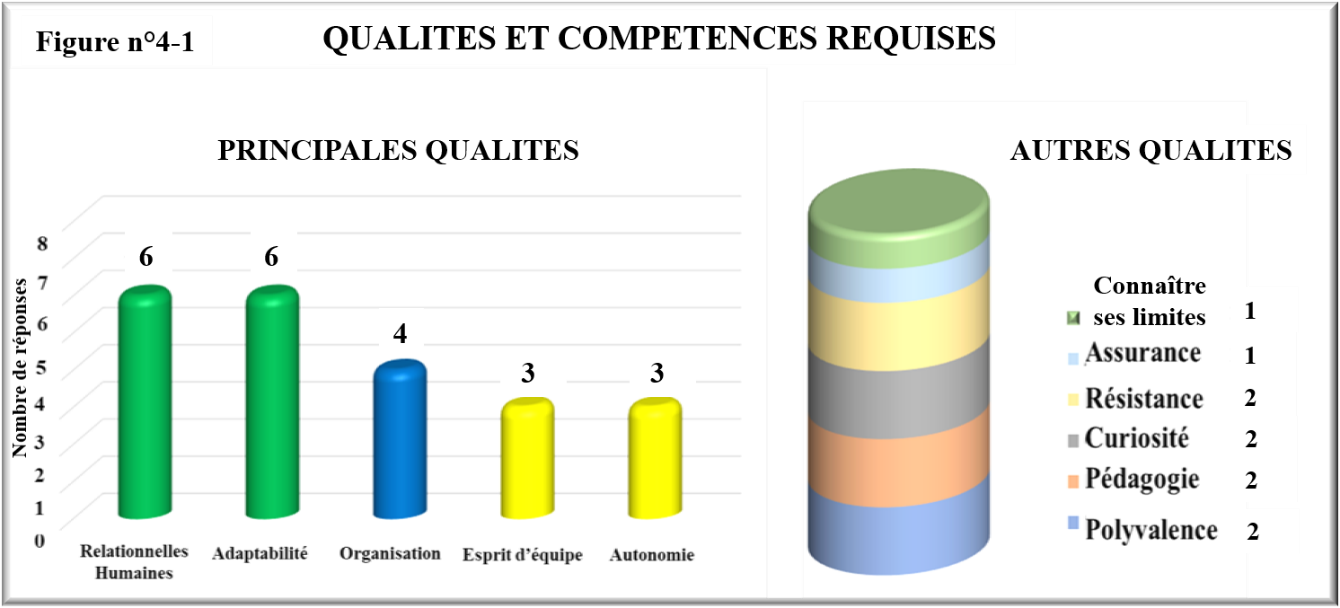 Figure n°4-1
QUALITES ET COMPETENCES REQUISES
PRINCIPALES QUALITES
Nombre de réponses
8
7
6
5
4
3
2
1
0
6
6
4
3
3
Relationnelles
Humaines
Adaptabilité
Organisation
Esprit d’équipe
Autonomie
AUTRES QUALITES
Connaître
ses limites 1
Assurance 1
Résistance 2
Curiosité 2
Pédagogie 2
Polyvalence 2